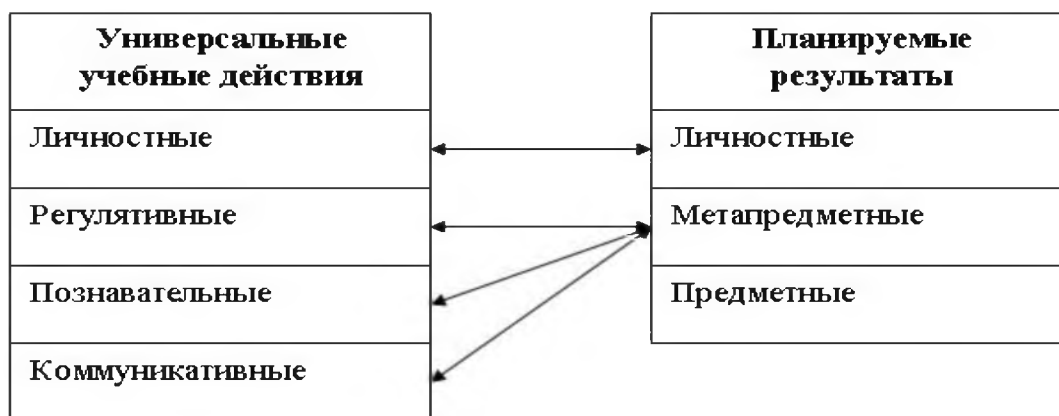 Универсальные
учебные действия
Личностные
Регулятивные
Познавательные
Коммуникативные
Планируемые
результаты
Личностные
Метапредметные
Предметные